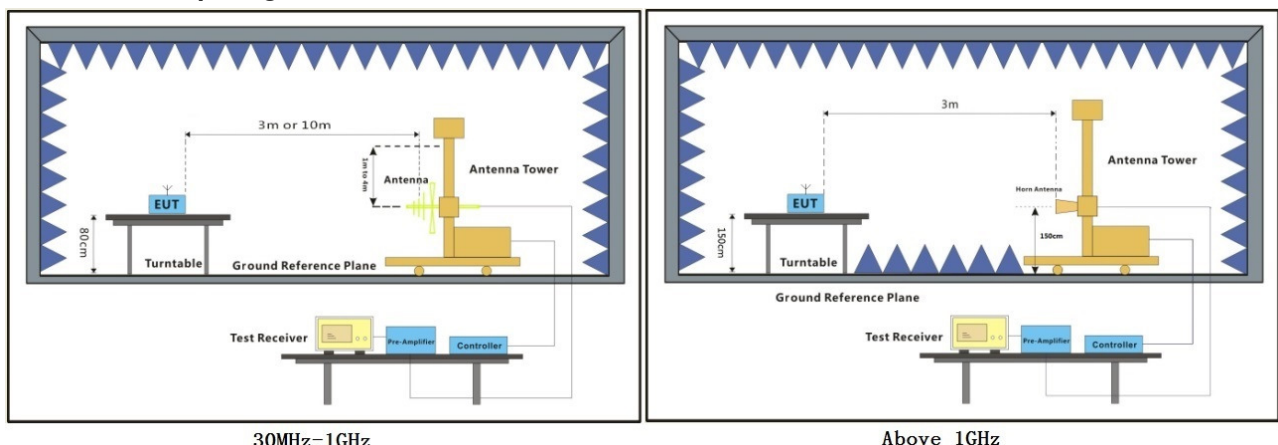 3m or 10m
1m to 4m
Antenna
Antenna Tower
EUT
80cm
Turntable
Ground Reference Plane
Test Receiver
Pre-Amplifier
Controller
30MHz-1GHz
3m
Antenna Tower
Horn Antenna
EUT
150cm
150cm
Turntable
Ground Reference Plane
Test Receiver
Pre-Amplifier
Controller
Above 1GHz